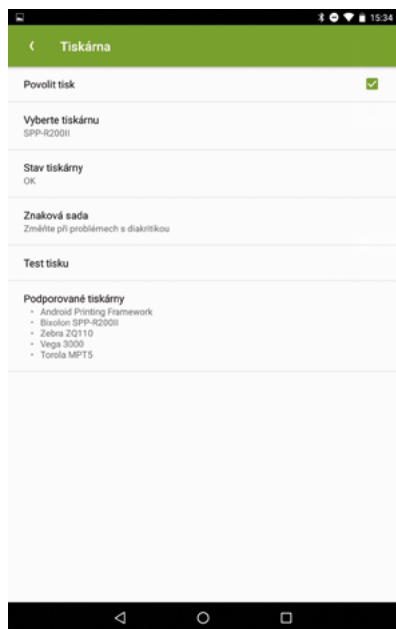 15:34
Tiskárna
Povolit tisk
Vyberte tiskárnu
SPP-R200II
Stav tiskárny
OK
Znaková sada
Změňte při problémech s diakritikou
Test tisku
Podporované tiskárny
• Android Printing Framework
• Bixolon SPP-R200II
• Zebra ZQ110
• Vega 3000
• Torola MPT5